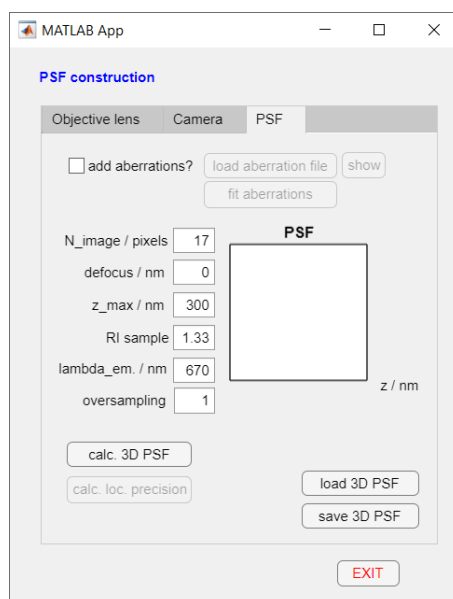 MATLAB App
PSF construction
Objective lens Camera PSF
add aberrations? load aberration file show
fit aberrations
PSF
N_image / pixels 17
defocus / nm 0
z_max / nm 300
RI sample 1.33
lambda_em. / nm 670
z / nm
oversampling 1
calc. 3D PSF
calc. loc. precision
load 3D PSF
save 3D PSF
EXIT